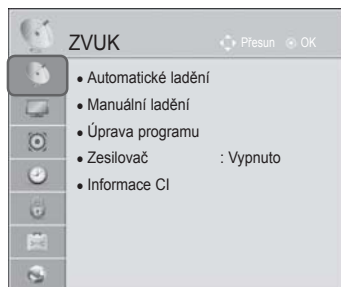 ZVUK
Přesun OK
• Automatické ladění
• Manuální ladění
• Úprava programu
• Zesilovač : Vypnuto
• Informace CI